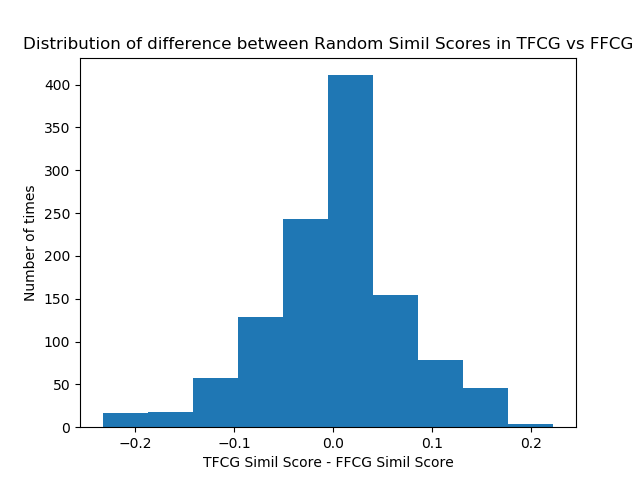 Distribution of difference between Random Simil Scores in TFCG vs FFCG
400
350
300
250
200
150
100
50
0
Number of times
−0.2 −0.1 0.0 0.1 0.2
TFCG Simil Score - FFCG Simil Score